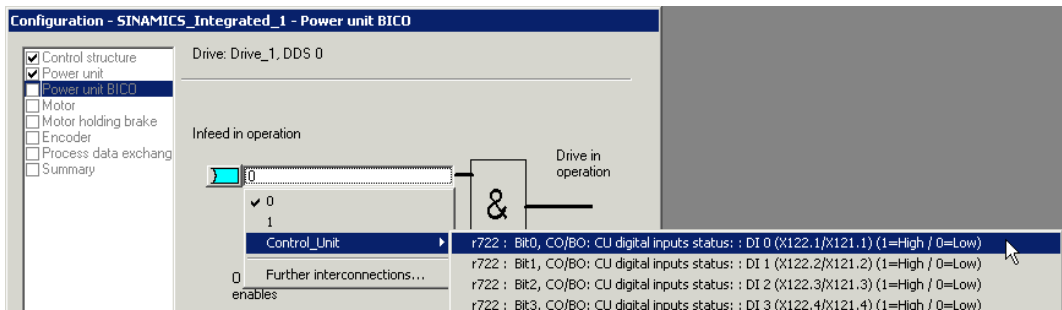 Configuration - SINAMICS_Integrated_1 - Power unit BICO
Control structure
Power unit
Power unit BICO
Motor
Motor holding brake
Encoder
Process data exchang
Summary
Drive: Drive_1, DDS 0
Infeed in operation
0
Drive in
operation
&
0
1
Control_Unit
Further interconnections...
0
enables
r722 : Bit0, CO/BO: CU digital inputs status: : DI 0 (X122.1/X121.1) (1=High / 0=Low)
r722 : Bit1, CO/BO: CU digital inputs status: : DI 1 (X122.2/X121.2) (1=High / 0=Low)
r722 : Bit2, CO/BO: CU digital inputs status: : DI 2 (X122.3/X121.3) (1=High / 0=Low)
r722 : Bit3, CO/BO: CU digital inputs status: : DI 3 (X122.4/X121.4) (1=High / 0=Low)